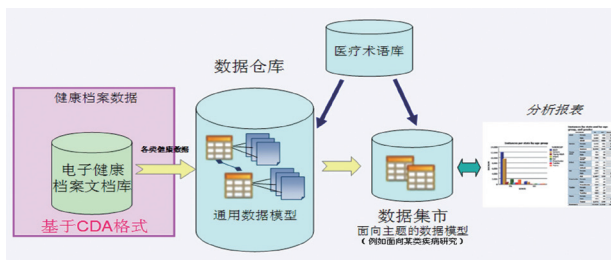 医疗术语库
数据仓库
健康档案数据
分析报表
各类健康数据
电子健康
档案文档库
通用数据模型
基于CDA格式
数据集市
面向主题的数据模型
（例如面向某类疾病研究）